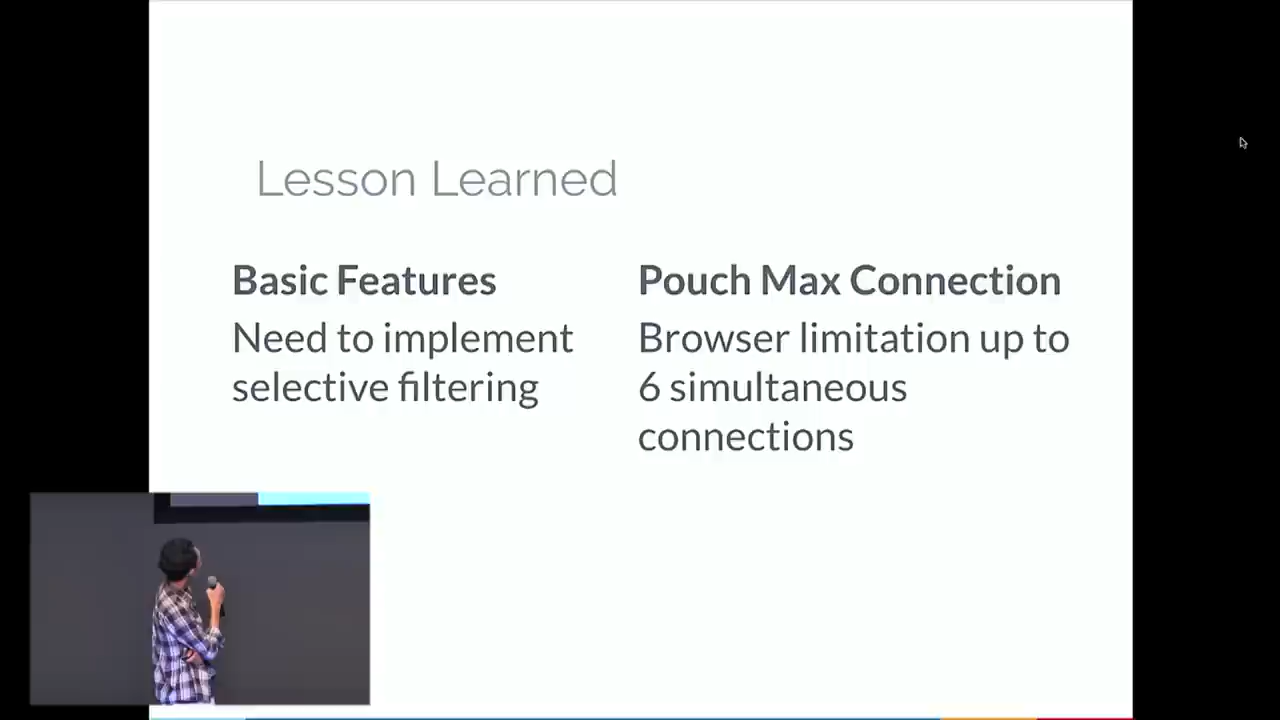 Lesson Learned
Basic Features
Need to implement
selective filtering
Pouch Max Connection
Browser limitation up to
6 simultaneous
connections